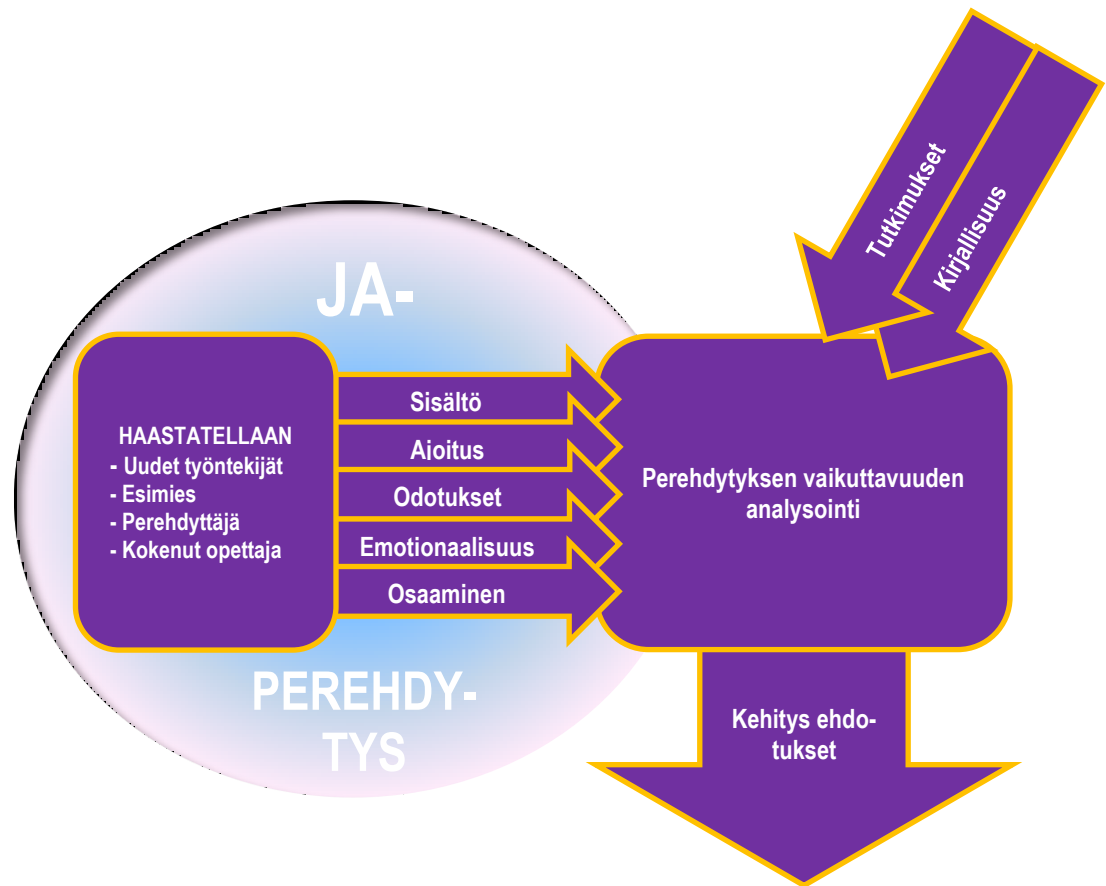 Tutkimukset
Kirjallisuus
JA-
HAASTATELLAAN
- Uudet työntekijät
- Esimies
- Perehdyttäjä
- Kokenut opettaja
Sisältö
Ajoitus
Odotukset
Emotionaalisuus
Osaaminen
Perehdytyksen vaikuttavuuden
analysointi
PEREHDY-
TYS
Kehitys ehdo-
tukset